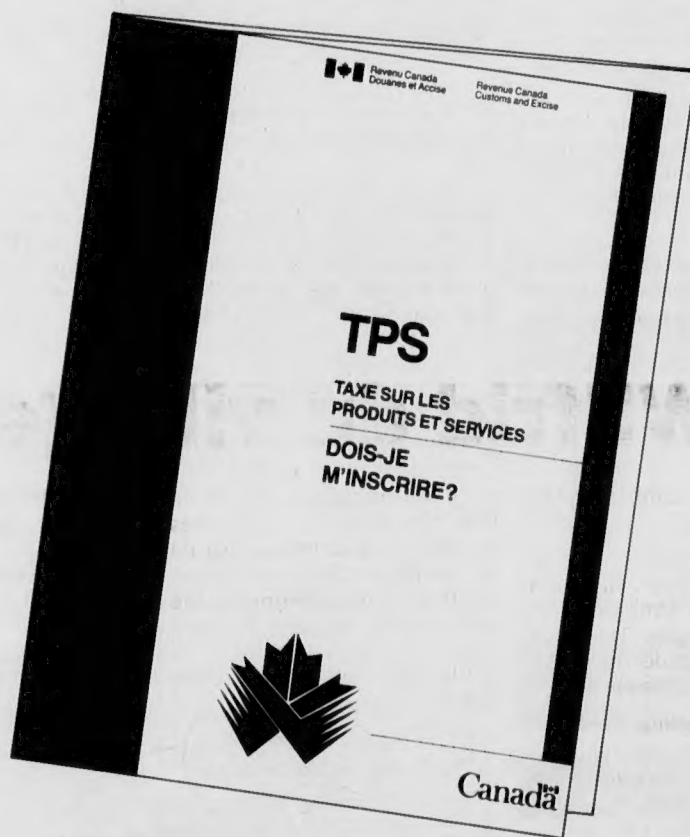 Revenu Canada
Douanes et Accise
Revenue Canada
Customs and Excise
TPS
TAXE SUR LES
PRODUITS ET SERVICES
DOIS-JE
M'INSCRIRE?
Canada